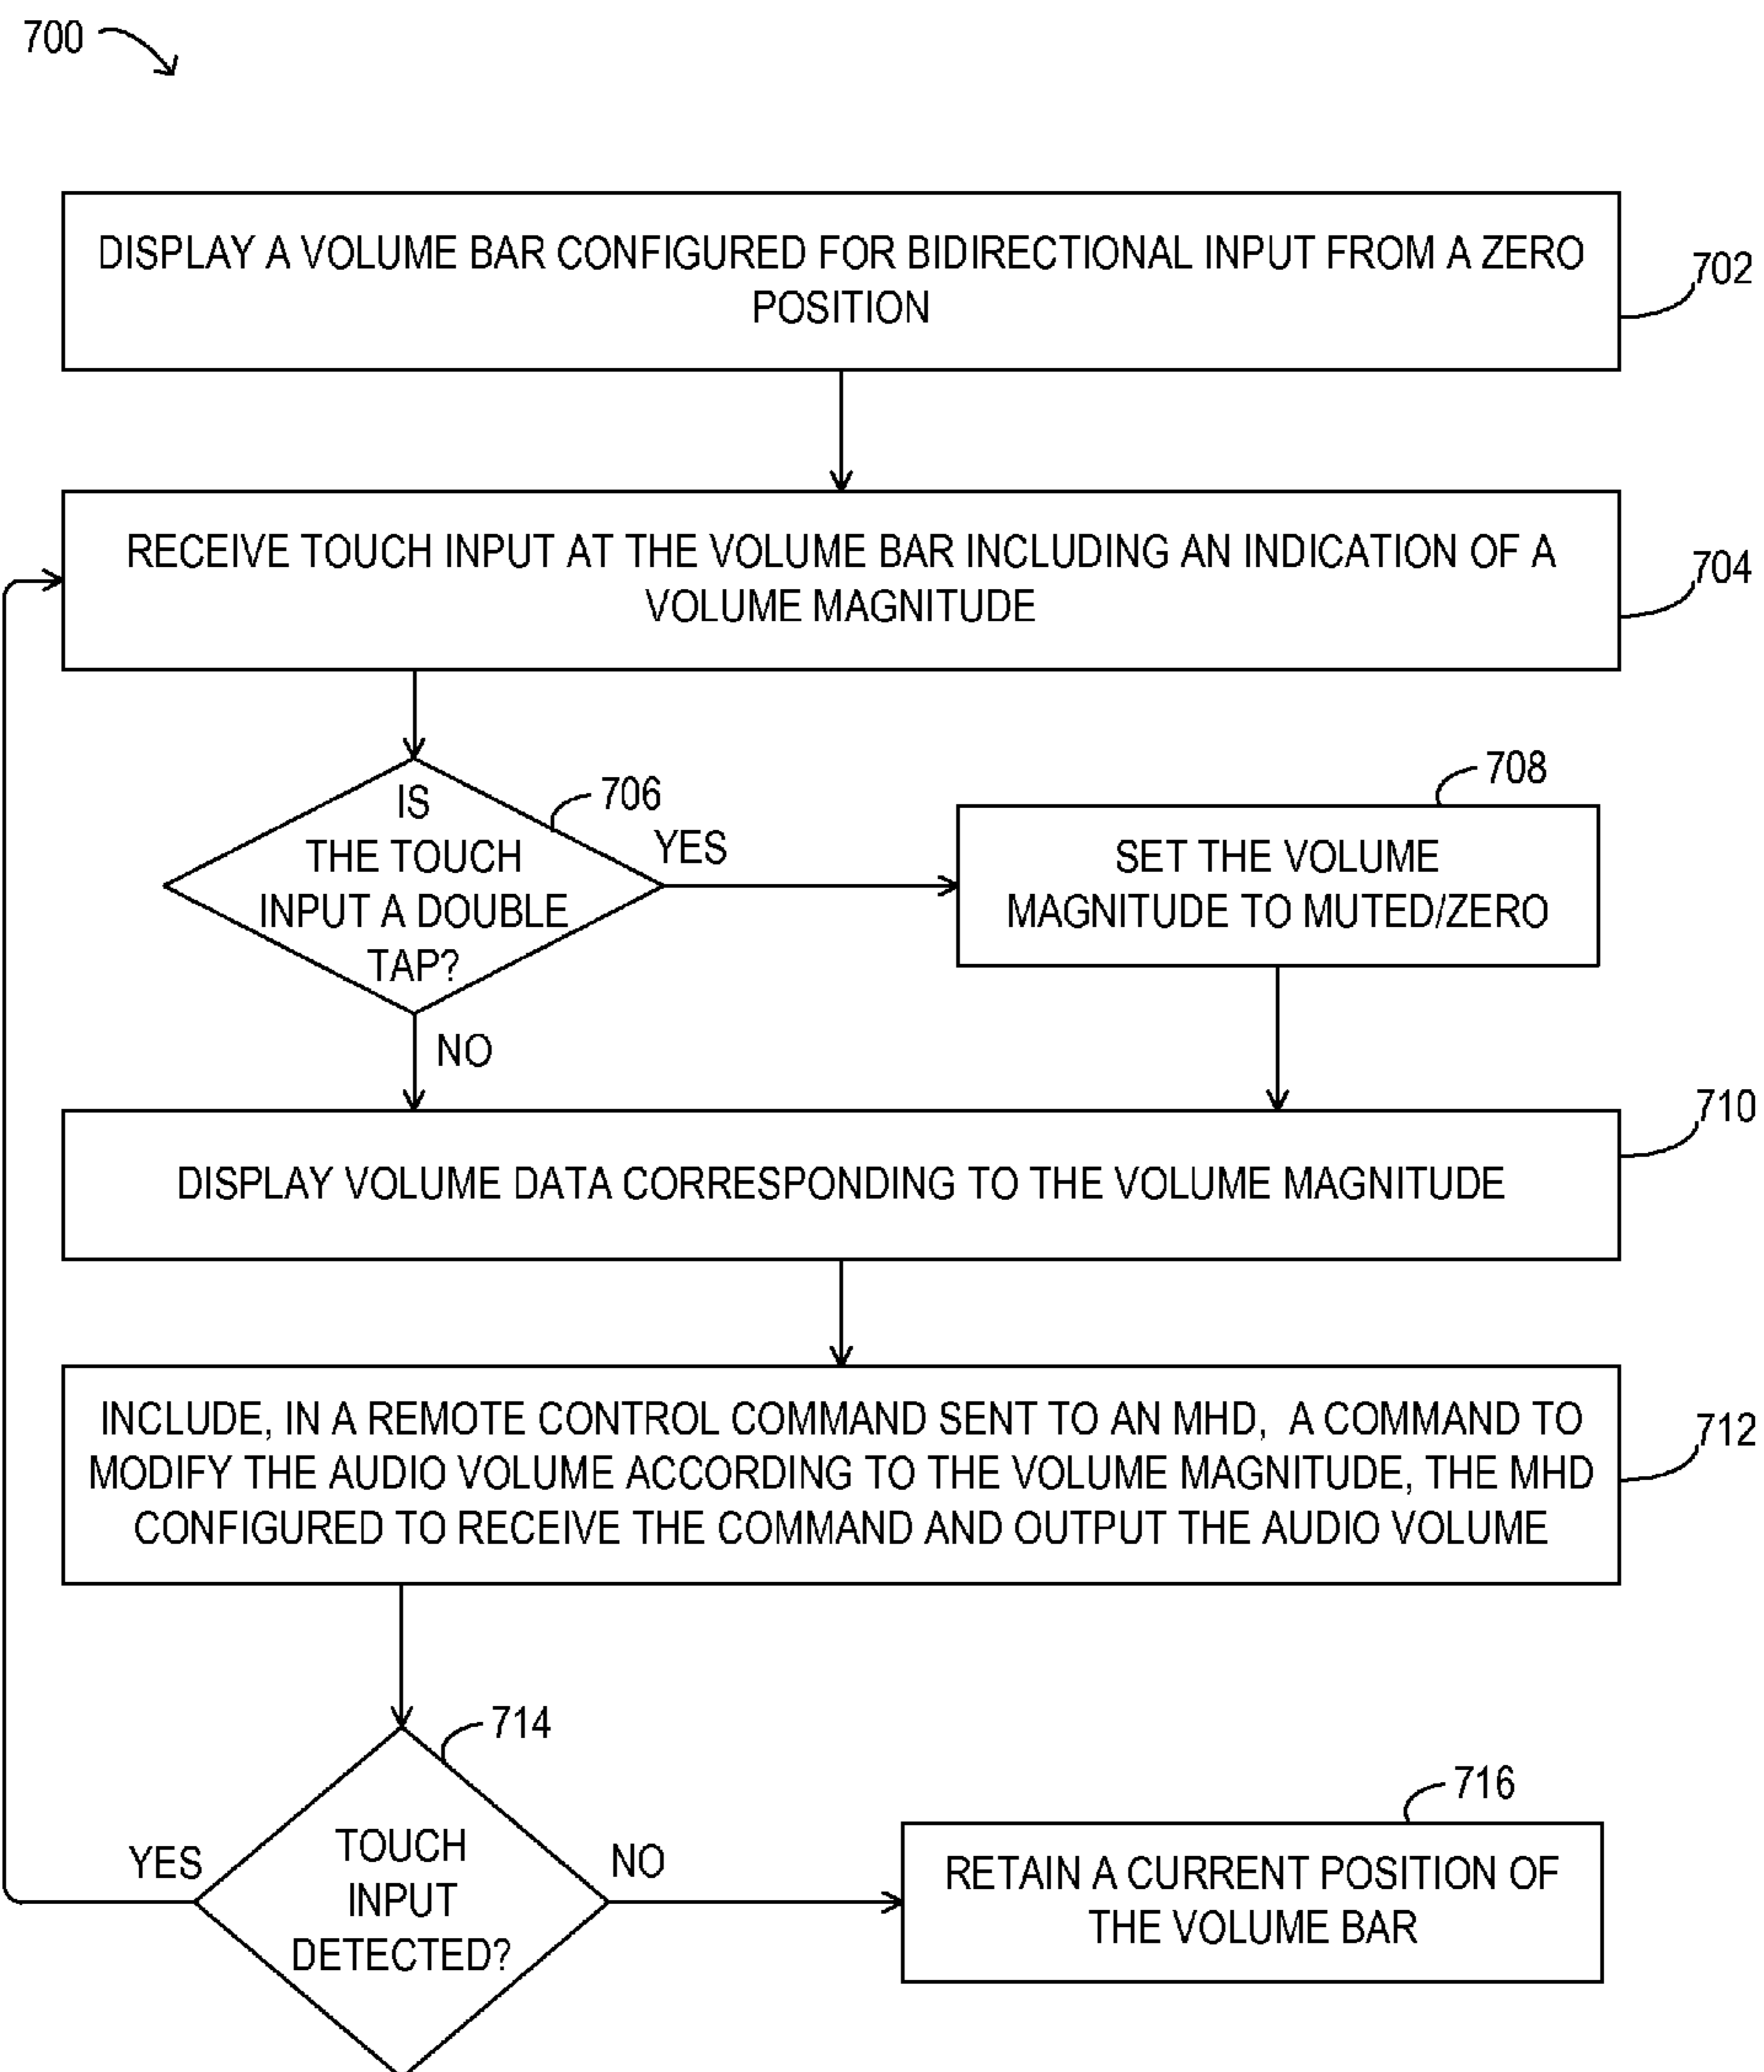 700
DISPLAY A VOLUME BAR CONFIGURED FOR BIDIRECTIONAL INPUT FROM A ZERO
POSITION
702
RECEIVE TOUCH INPUT AT THE VOLUME BAR INCLUDING AN INDICATION OF A
VOLUME MAGNITUDE
704
IS
THE TOUCH
INPUT A DOUBLE
TAP?
706
YES
708
SET THE VOLUME
MAGNITUDE TO MUTED/ZERO
NO
710
DISPLAY VOLUME DATA CORRESPONDING TO THE VOLUME MAGNITUDE
INCLUDE, IN A REMOTE CONTROL COMMAND SENT TO AN MHD, A COMMAND TO
MODIFY THE AUDIO VOLUME ACCORDING TO THE VOLUME MAGNITUDE, THE MHD
CONFIGURED TO RECEIVE THE COMMAND AND OUTPUT THE AUDIO VOLUME
712
714
TOUCH
INPUT
DETECTED?
YES
NO
716
RETAIN A CURRENT POSITION OF
THE VOLUME BAR